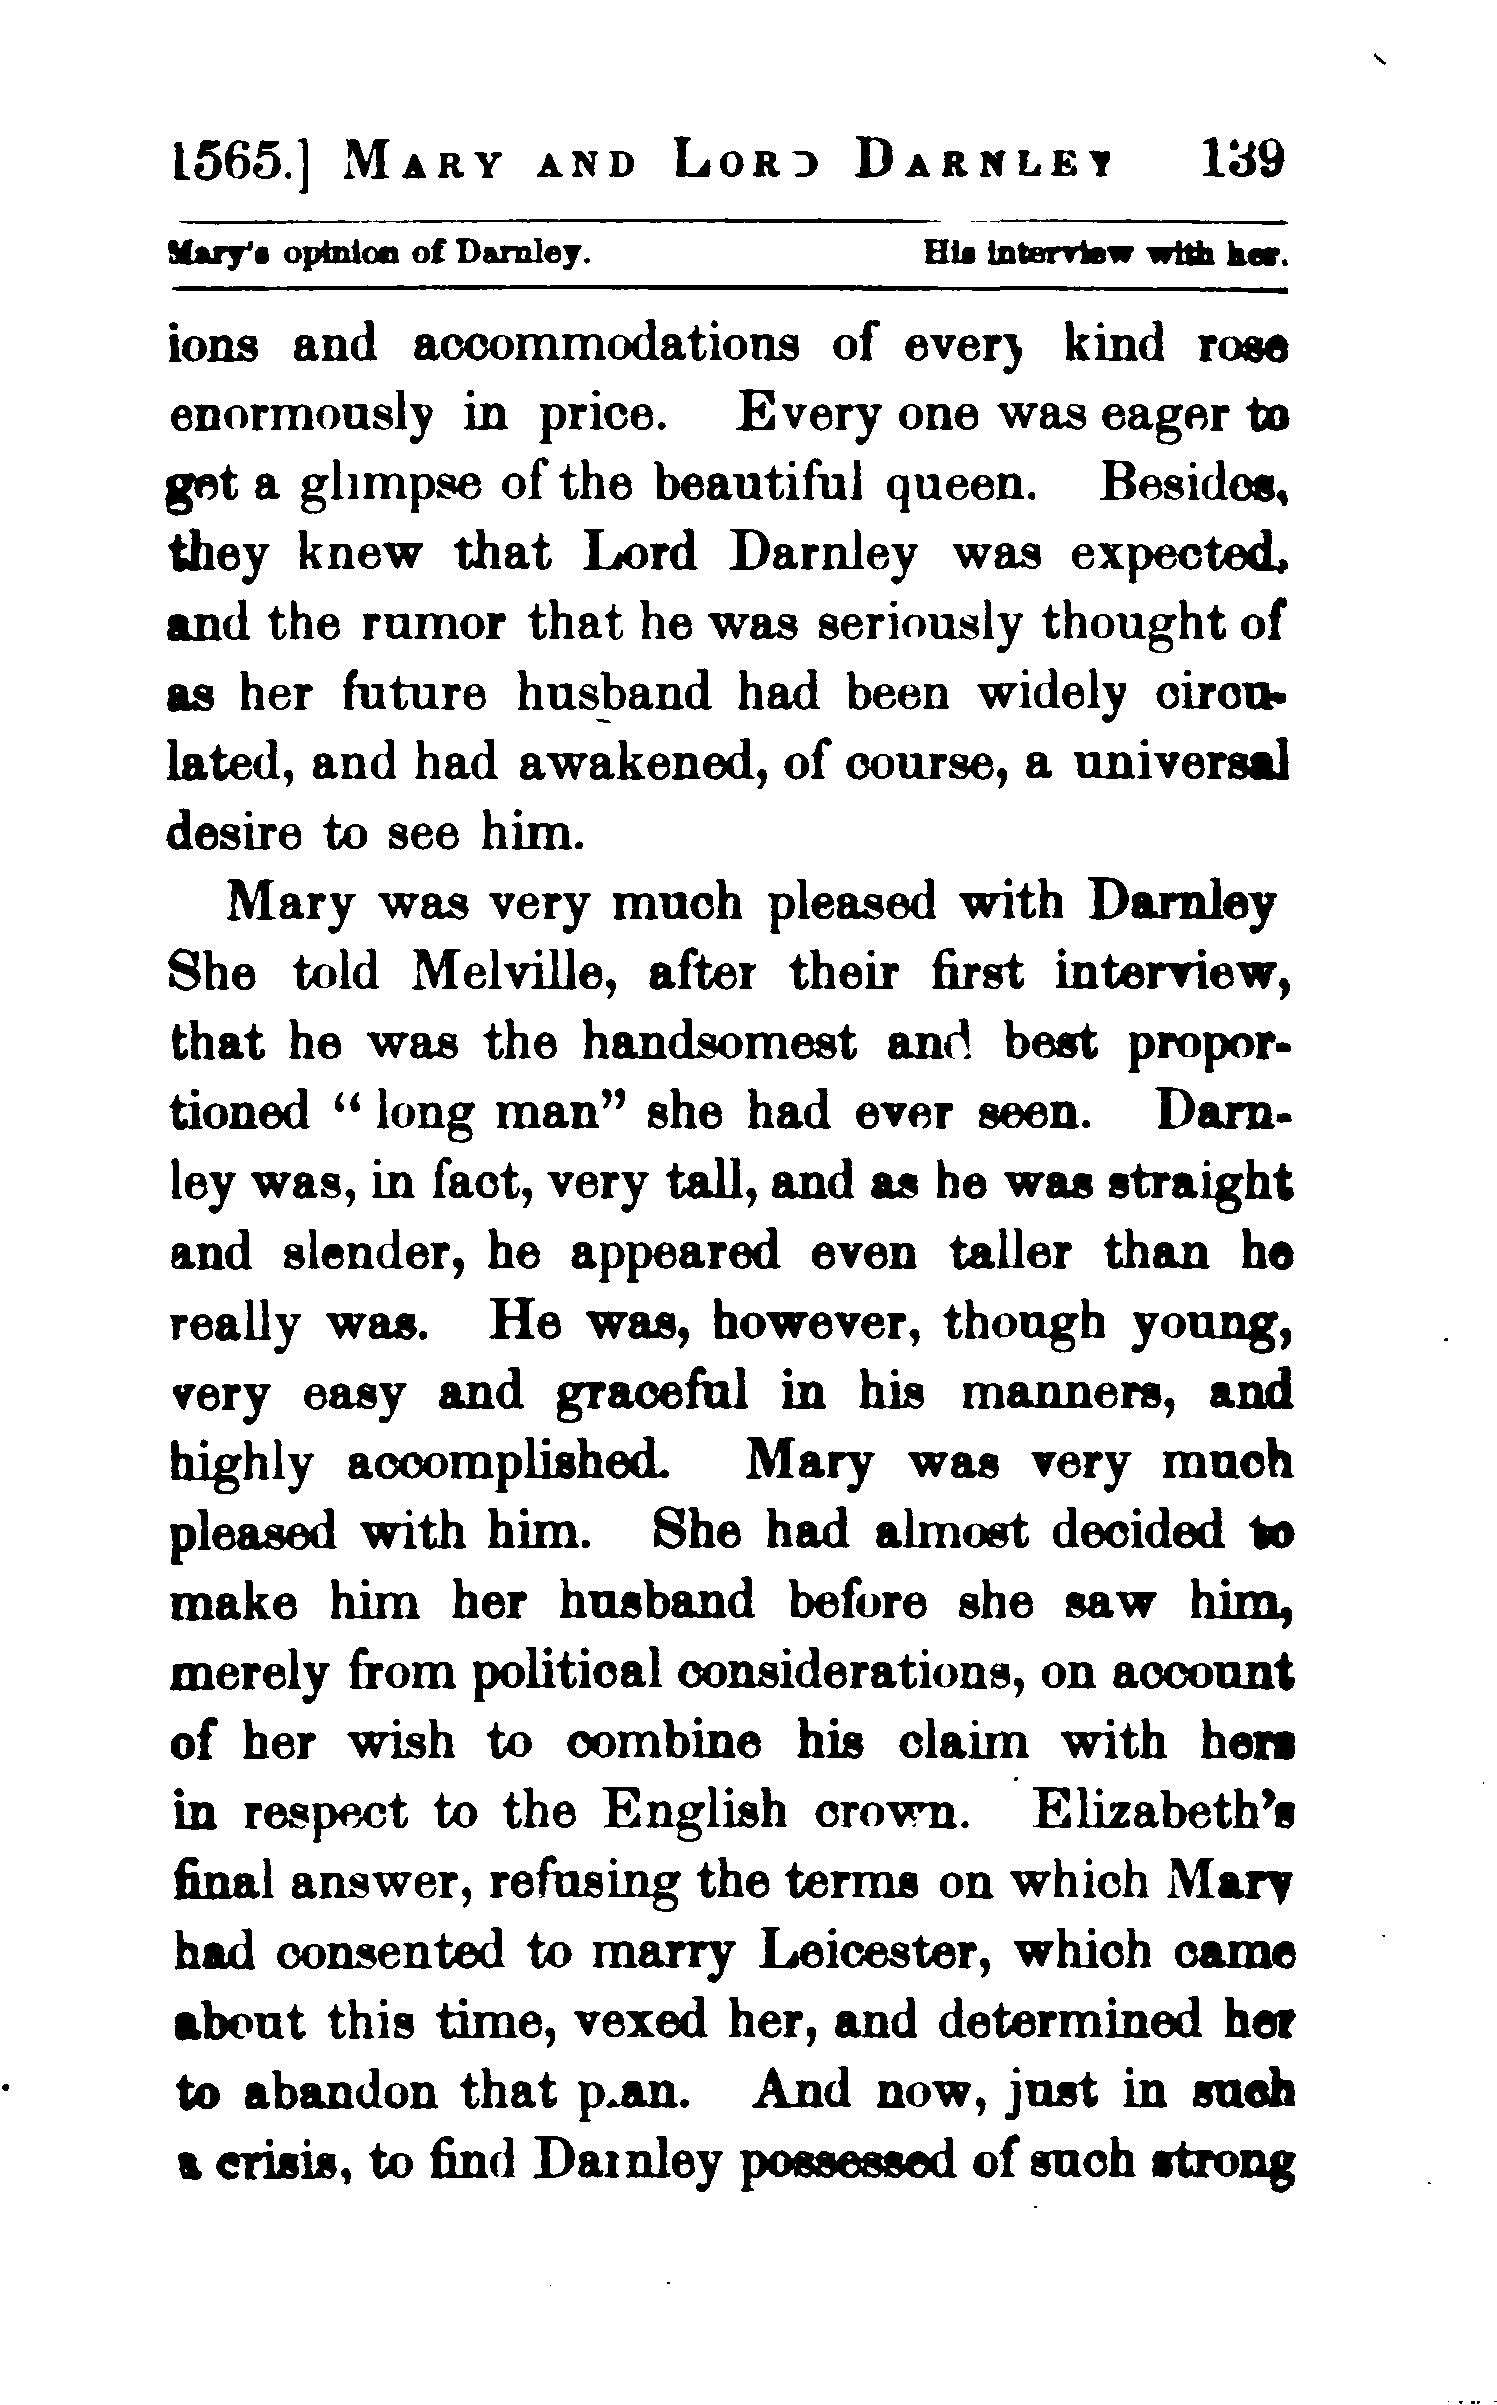 1565.] MARY AND LORD DARNLEY 139
Mary's opinion of Darnley. His interview with her.
ions and accommodations of every kind rose
enormously in price. Every one was eager to
get a glimpse of the beautiful queen. Besides,
they knew that Lord Darnley was expected,
and the rumor that he was seriously thought of
as her future husband had been widely circu-
lated, and had awakened, of course, a universal
desire to see him.
Mary was very much pleased with Darnley
She told Melville, after their first interview,
that he was the handsomest and best propor-
tioned “long man” she had ever seen. Darn-
ley was, in fact, very tall, and as he was straight
and slender, he appeared even taller than he
really was. He was, however, though young,
very easy and graceful in his manners, and
highly accomplished. Mary was very much
pleased with him. She had almost decided to
make him her husband before she saw him,
merely from political considerations, on account
of her wish to combine his claim with hers
in respect to the English crown. Elizabeth's
final answer, refusing the terms on which Mary
had consented to marry Leicester, which came
about this time, vexed her, and determined her
to abandon that plan. And now, just in such
a crisis, to find Darnley possessed of such strong